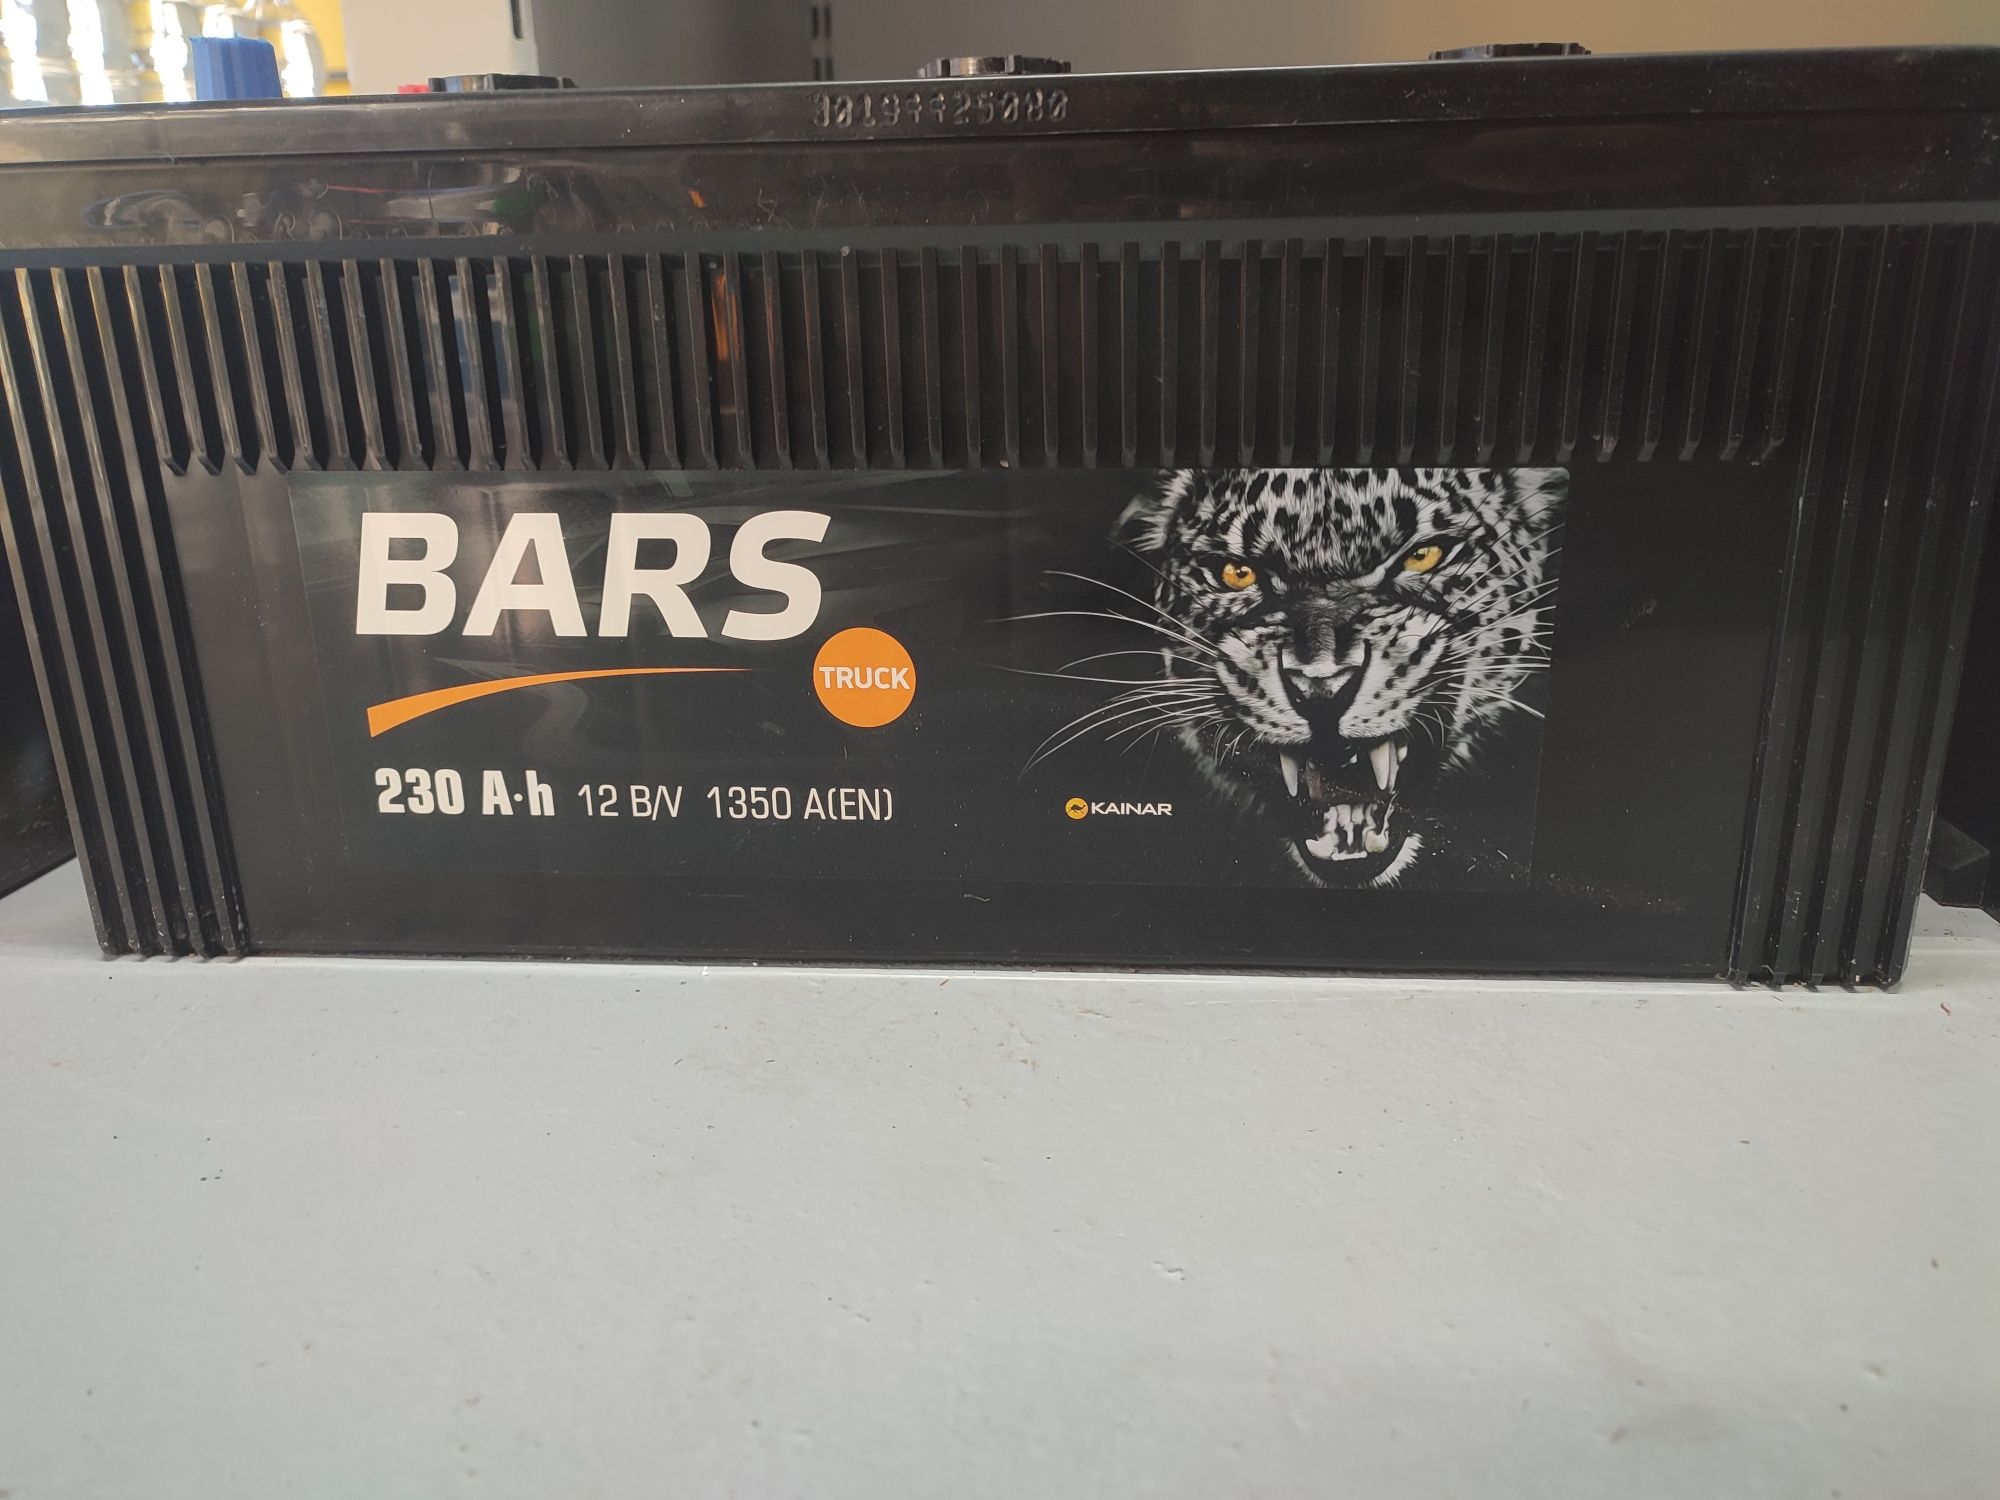 BARS
TRUCK
230 A·h 12 B/V 1350 A(EN)
KAINAR